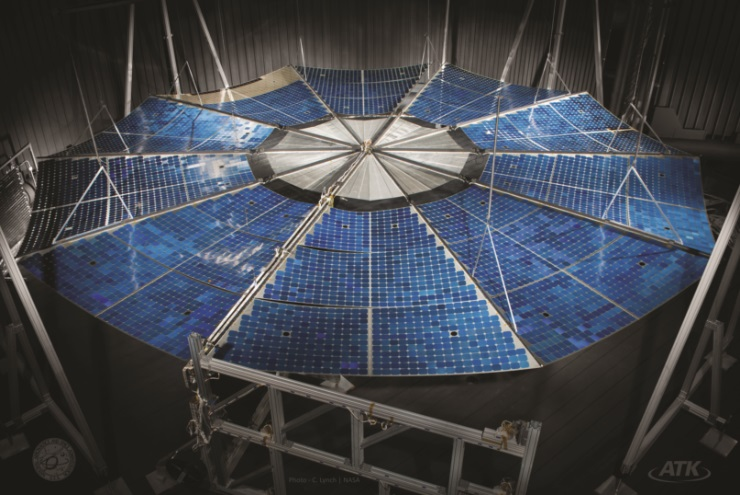 Photo - C. Lynch | NASA
ATK